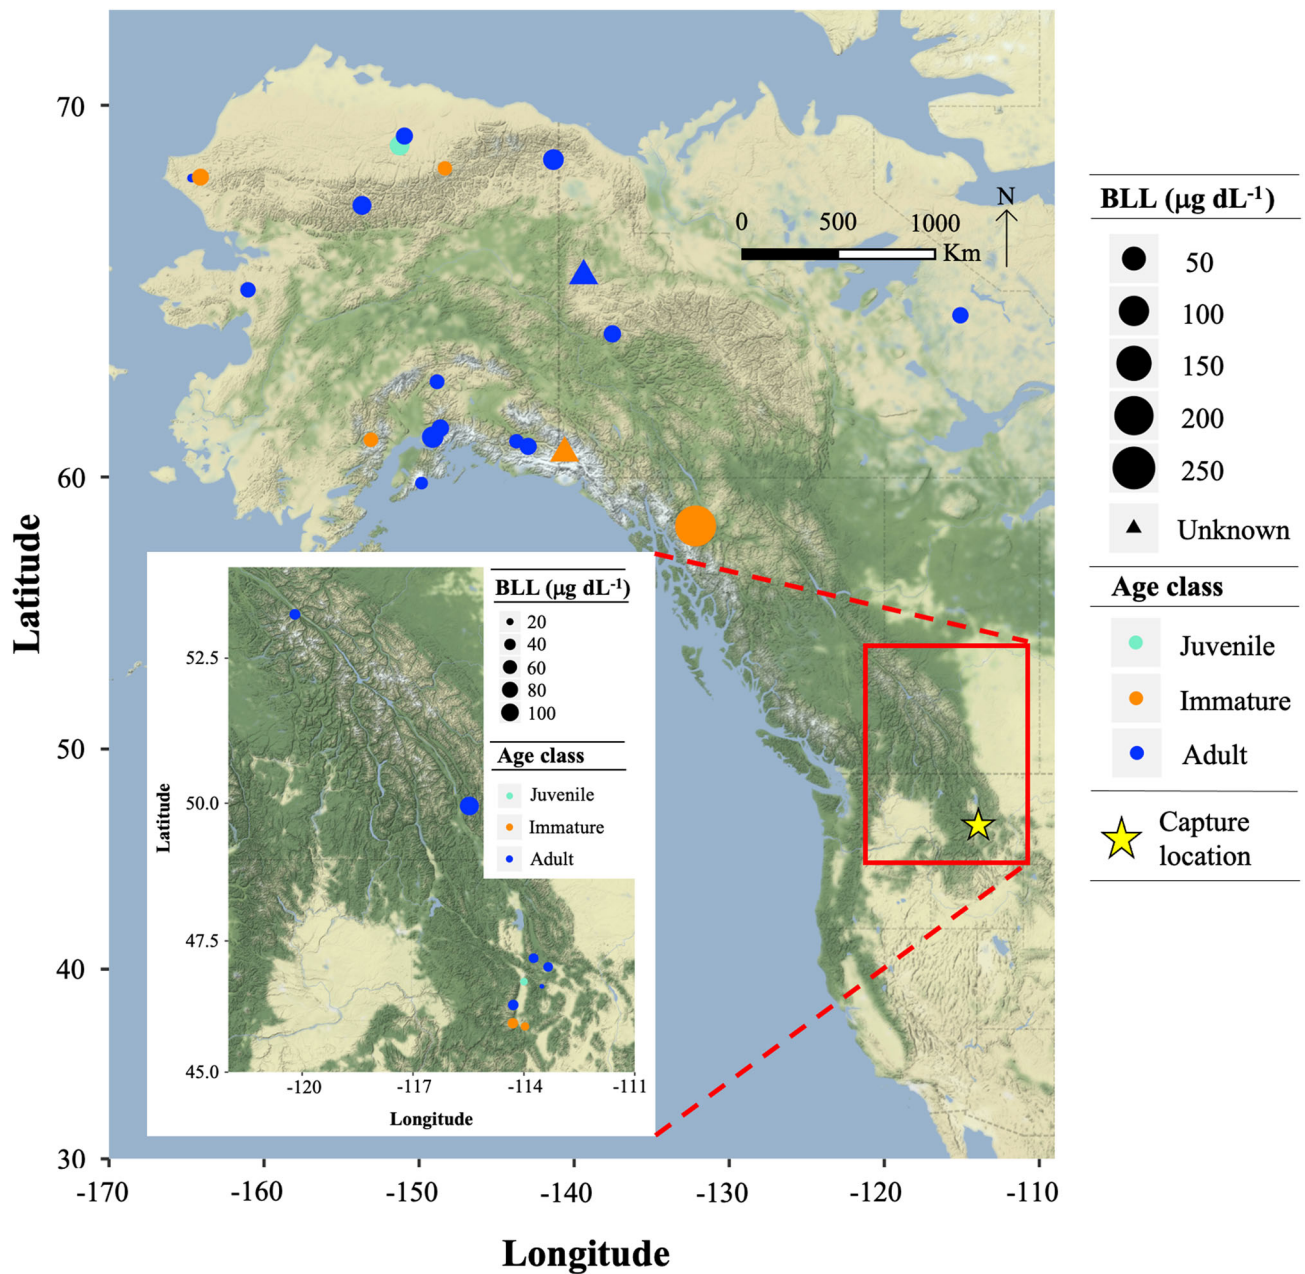 70
60
50
40
30
Latitude
-170
-160
-150
-140
-130
-120
-110
Longitude
0
500
1000
Km
N
BLL (µg dL-1)
50
100
150
200
250
Unknown
Age class
Juvenile
Immature
Adult
Capture
location
52.5
50.0
47.5
45.0
Latitude
-120
-117
-114
-111
Longitude
BLL (µg dL-1)
20
40
60
80
100
Age class
Juvenile
Immature
Adult